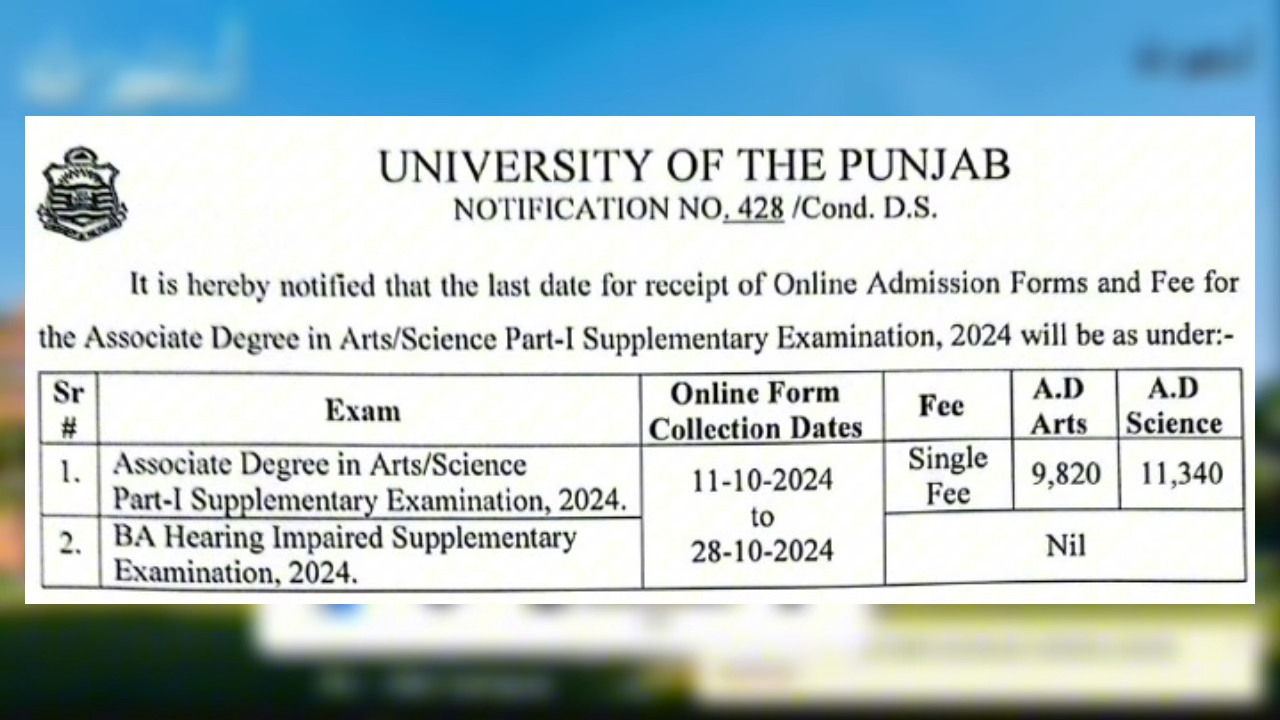 UNIVERSITY OF THE PUNJAB
NOTIFICATION NO. 428 /Cond. D.S.
It is hereby notified that the last date for receipt of Online Admission Forms and Fee for
the Associate Degree in Arts/Science Part-I Supplementary Examination, 2024 will be as under:-
Sr
#
Exam
Online Form
Collection Dates
Fee
A.D
Arts
A.D
Science
1.
Associate Degree in Arts/Science
Part-I Supplementary Examination, 2024.
11-10-2024
to
28-10-2024
Single
Fee
9,820
11,340
2.
BA Hearing Impaired Supplementary
Examination, 2024.
Nil